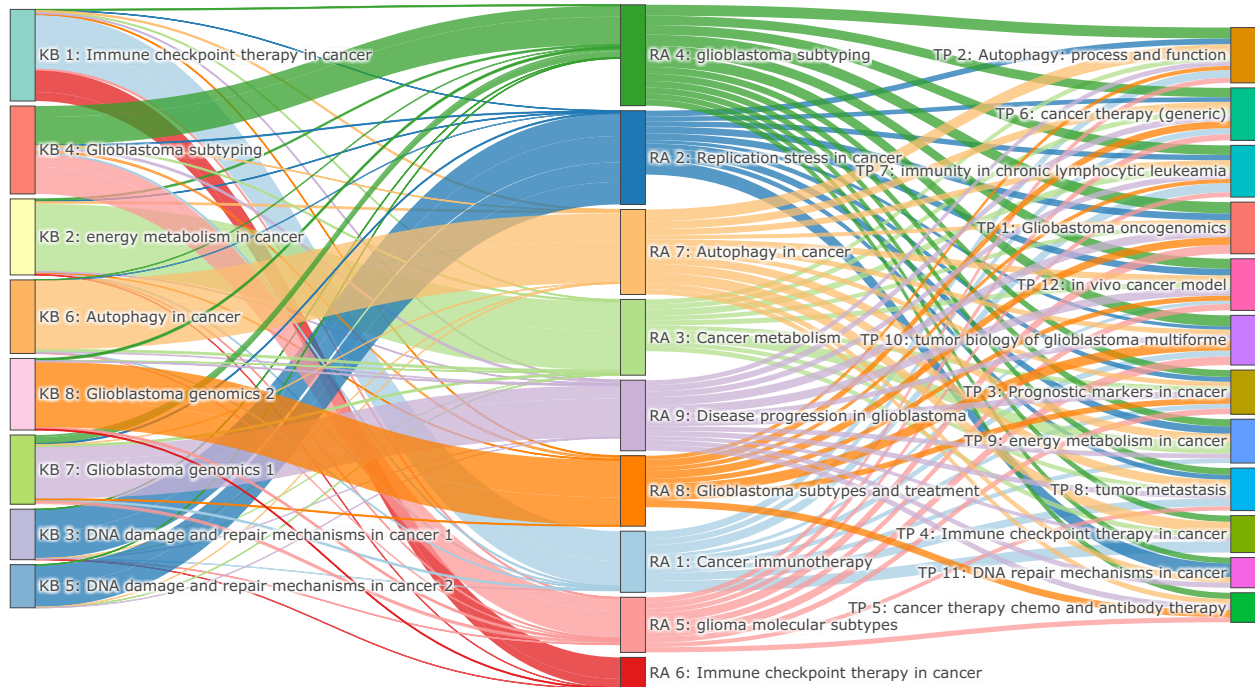 KB 1: Immune checkpoint therapy in cancer
KB 4: Glioblastoma subtyping
KB 2: energy metabolism in cancer
KB 6: Autophagy in cancer
KB 8: Glioblastoma genomics 2
KB 7: Glioblastoma genomics 1
KB 3: DNA damage and repair mechanisms in cancer 1
KB 5: DNA damage and repair mechanisms in cancer 2
RA 4: glioblastoma subtyping
RA 2: Replication stress in cancer
RA 7: Autophagy in cancer
RA 3: Cancer metabolism
RA 9: Disease progression in glioblastoma
RA 8: Glioblastoma subtypes and treatment
RA 1: Cancer immunotherapy
RA 5: glioma molecular subtypes
RA 6: Immune checkpoint therapy in cancer
TP 2: Autophagy: process and function
TP 6: cancer therapy (generic)
TP 7: immunity in chronic lymphocytic leukeamia
TP 1: Gliobastoma oncogenomics
TP 12: in vivo cancer model
TP 10: tumor biology of glioblastoma multiforme
TP 3: Prognostic markers in cnacer
TP 9: energy metabolism in cancer
TP 8: tumor metastasis
TP 4: Immune checkpoint therapy in cancer
TP 11: DNA repair mechanisms in cancer
TP 5: cancer therapy chemo and antibody therapy